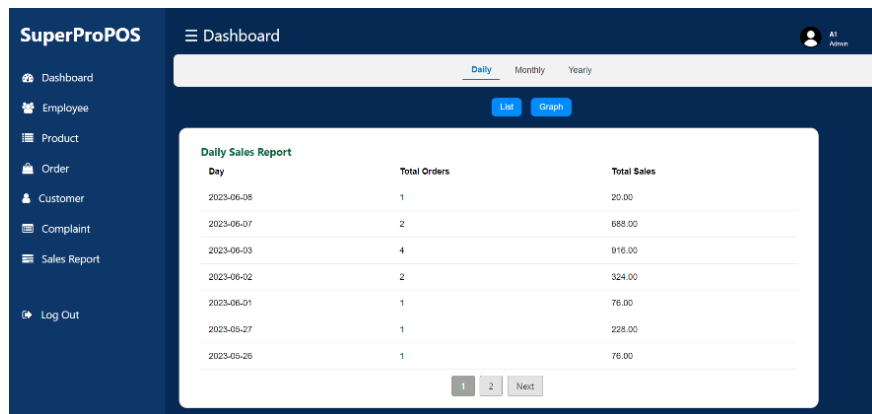 SuperProPOS
Dashboard
Employee
Product
Order
Customer
Complaint
Sales Report
Log Out
☰ Dashboard
A1
Admin
Daily Monthly Yearly
List Graph
Daily Sales Report
Day Total Orders Total Sales
2023-06-08 1 20.00
2023-06-07 2 688.00
2023-06-03 4 916.00
2023-06-02 2 324.00
2023-06-01 1 76.00
2023-05-27 1 228.00
2023-05-26 1 76.00
1 2 Next